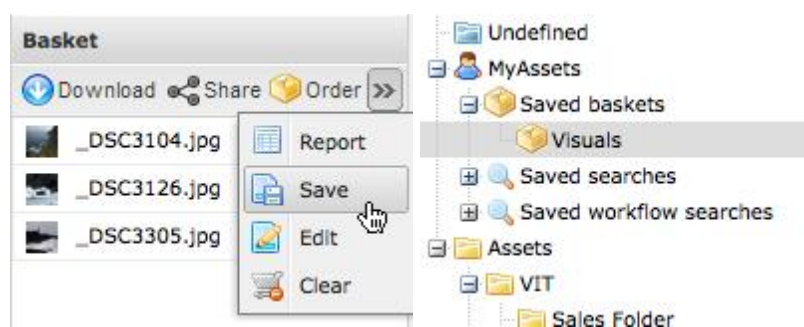 Basket
Download Share Order
_DSC3104.jpg
_DSC3126.jpg
_DSC3305.jpg
Report
Save
Edit
Clear
Undefined
MyAssets
Saved baskets
Visuals
Saved searches
Saved workflow searches
Assets
VIT
Sales Folder